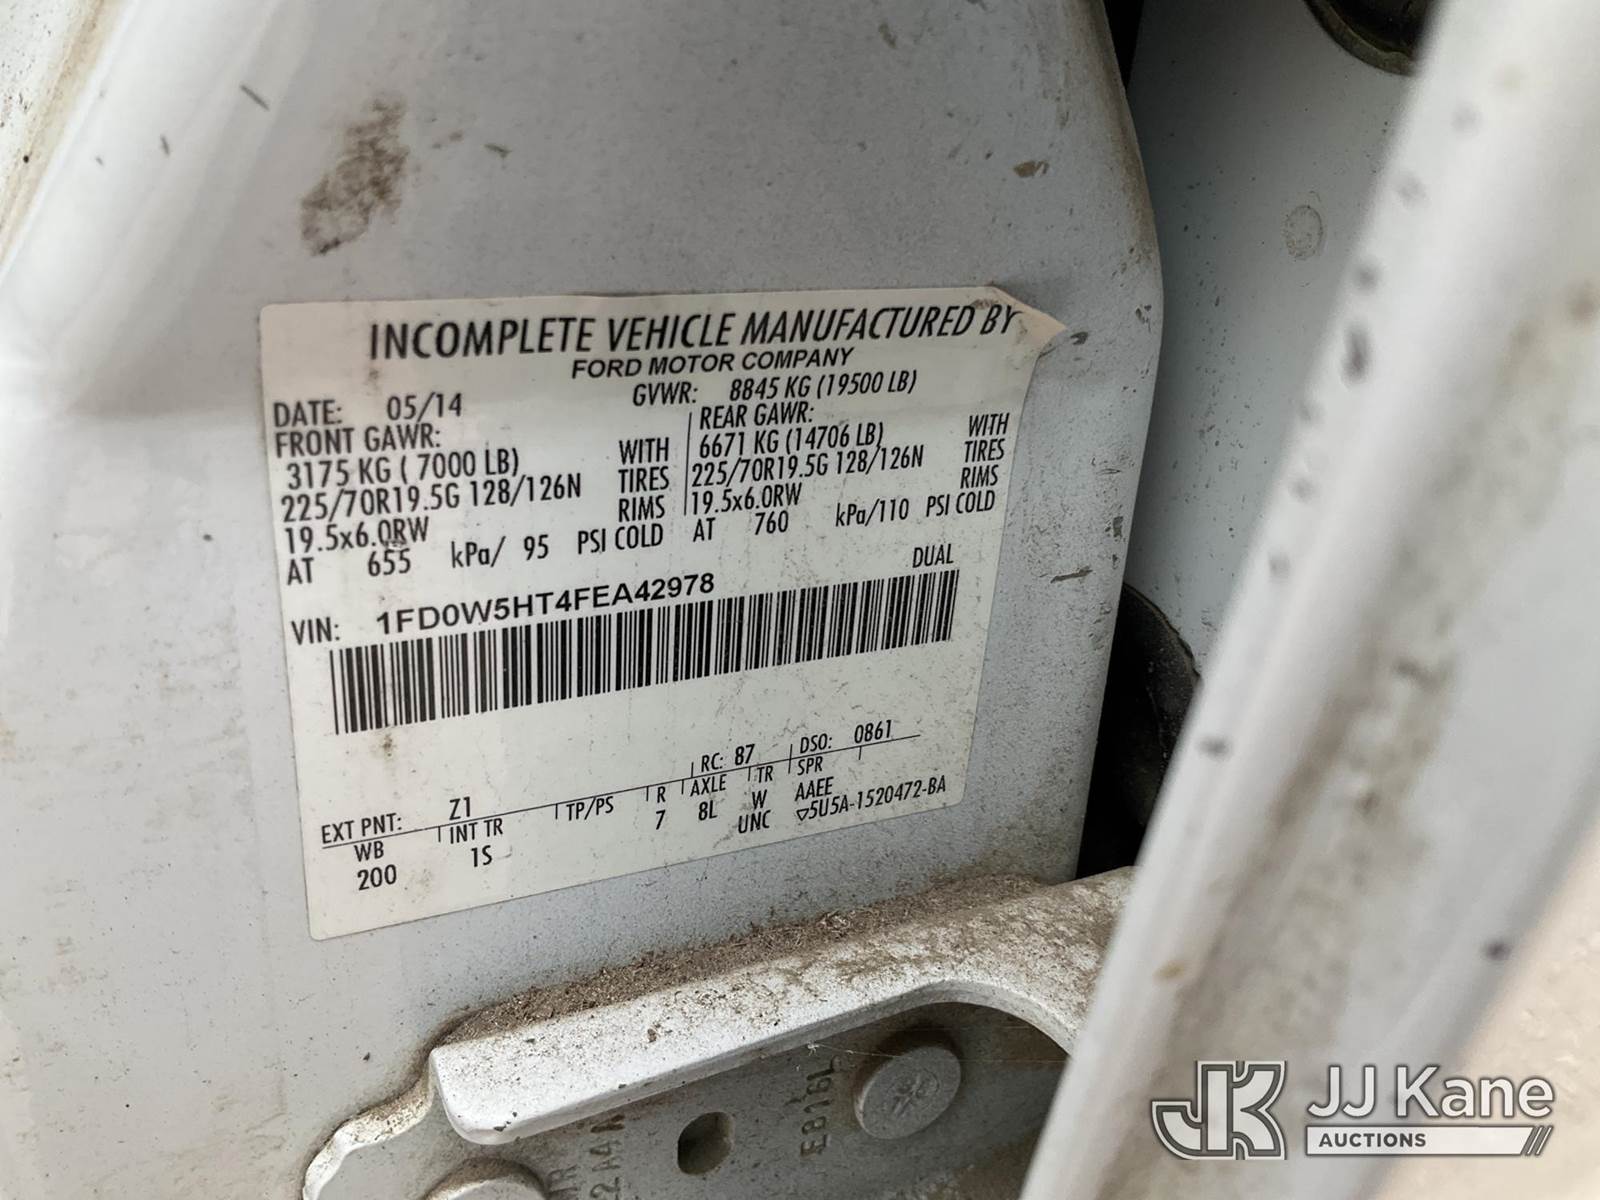 INCOMPLETE VEHICLE MANUFACTURED BY
FORD MOTOR COMPANY
DATE: 05/14 GVWR: 8845 KG (19500 LB)
FRONT GAWR: REAR GAWR:
3175 KG ( 7000 LB) WITH 6671 KG (14706 LB) WITH
225/70R19.5G 128/126N TIRES 225/70R19.5G 128/126N TIRES
19.5x6.0RW RIMS 19.5x6.0RW RIMS
AT 655 kPa/ 95 PSI COLD AT 760 kPa/110 PSI COLD
DUAL
VIN: 1FD0W5HT4FEA42978
RC: 87 DSO: 0861
EXT PNT: Z1 TP/PS R AXLE TR SPR
WB INT TR 7 8L W AAEE
200 1S UNC ▽5U5A-1520472-BA
JJ Kane
AUCTIONS